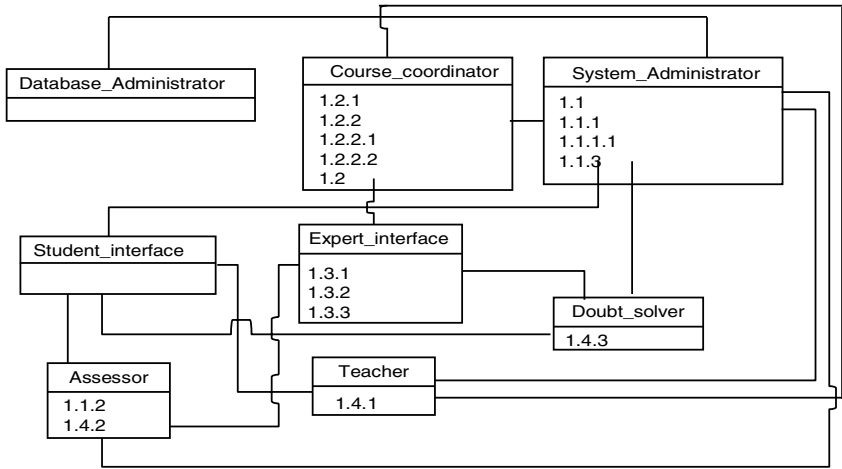 Database_Administrator
Course_coordinator
1.2.1
1.2.2
1.2.2.1
1.2.2.2
1.2
System_Administrator
1.1
1.1.1
1.1.1.1
1.1.3
Student_interface
Expert_interface
1.3.1
1.3.2
1.3.3
Doubt_solver
1.4.3
Assessor
1.1.2
1.4.2
Teacher
1.4.1